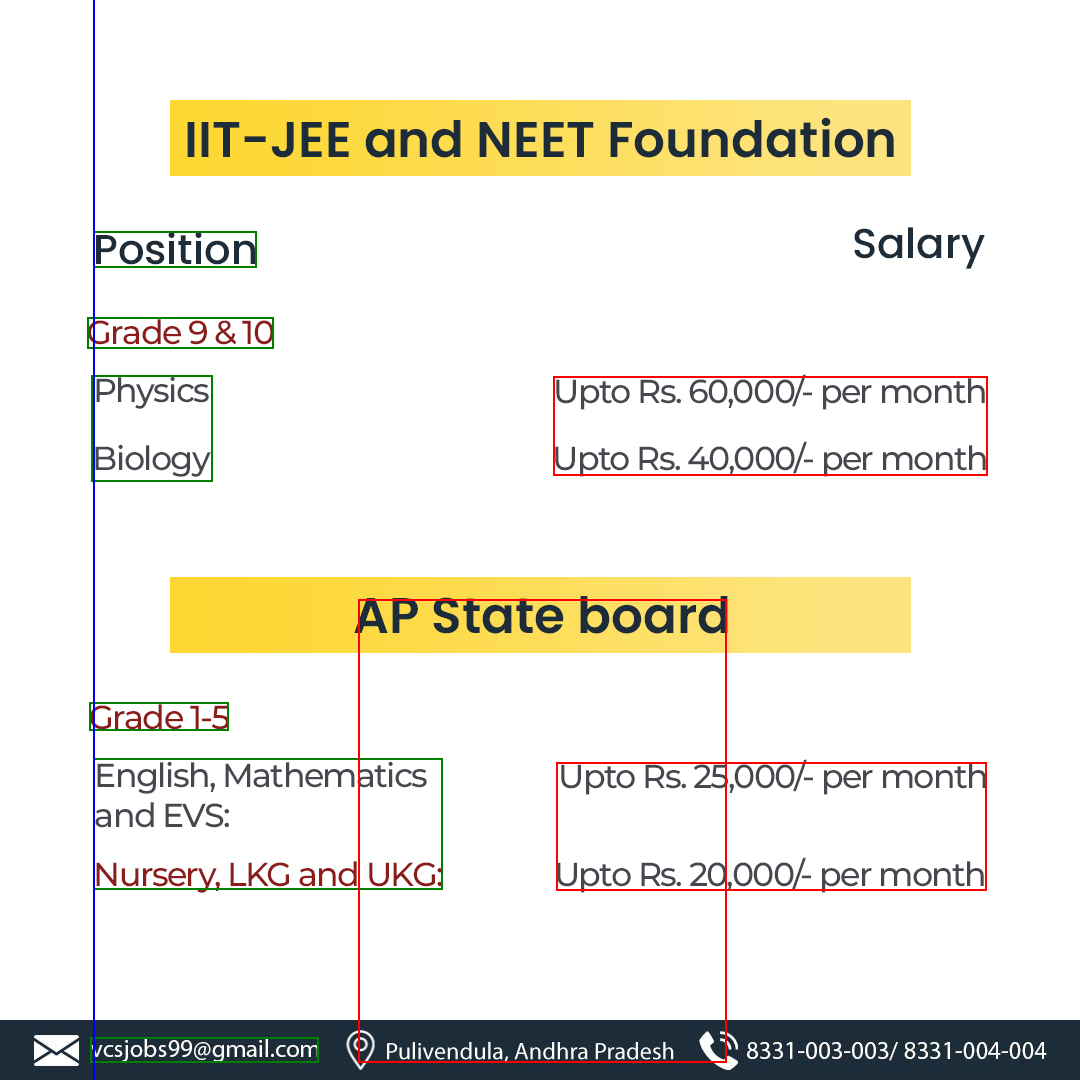 IIT-JEE and NEET Foundation
Position Salary
Grade 9 & 10
Physics Upto Rs. 60,000/- per month
Biology Upto Rs. 40,000/- per month
AP State board
Grade 1-5
English, Mathematics Upto Rs. 25,000/- per month
and EVS:
Nursery, LKG and UKG: Upto Rs. 20,000/- per month
vcsjobs99@gmail.com Pulivendula, Andhra Pradesh 8331-003-003/ 8331-004-004